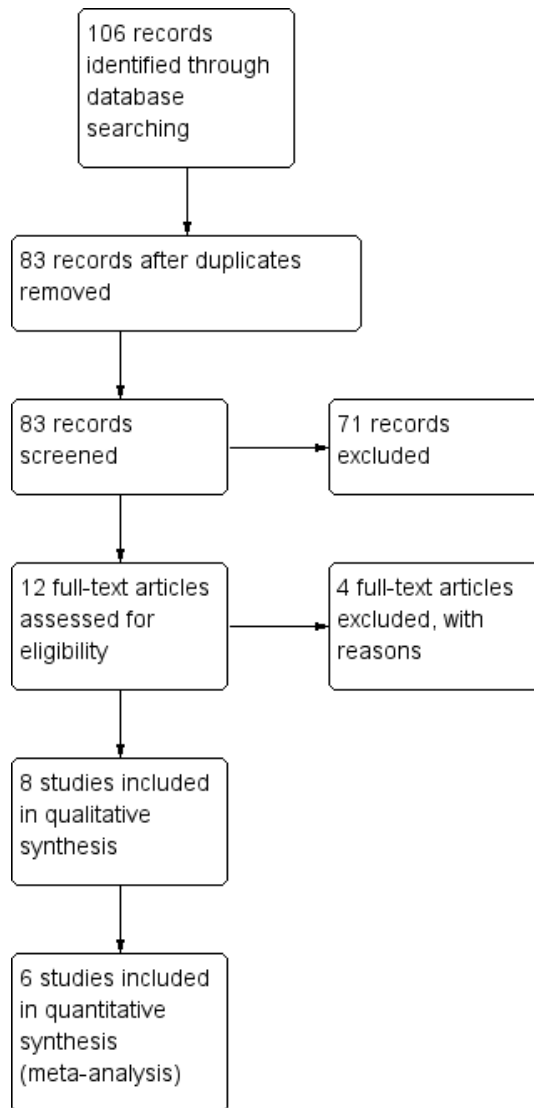 106 records
identified through
database
searching
83 records after duplicates
removed
83 records
screened
71 records
excluded
12 full-text articles
assessed for
eligibility
4 full-text articles
excluded, with
reasons
8 studies included
in qualitative
synthesis
6 studies included
in quantitative
synthesis
(meta-analysis)